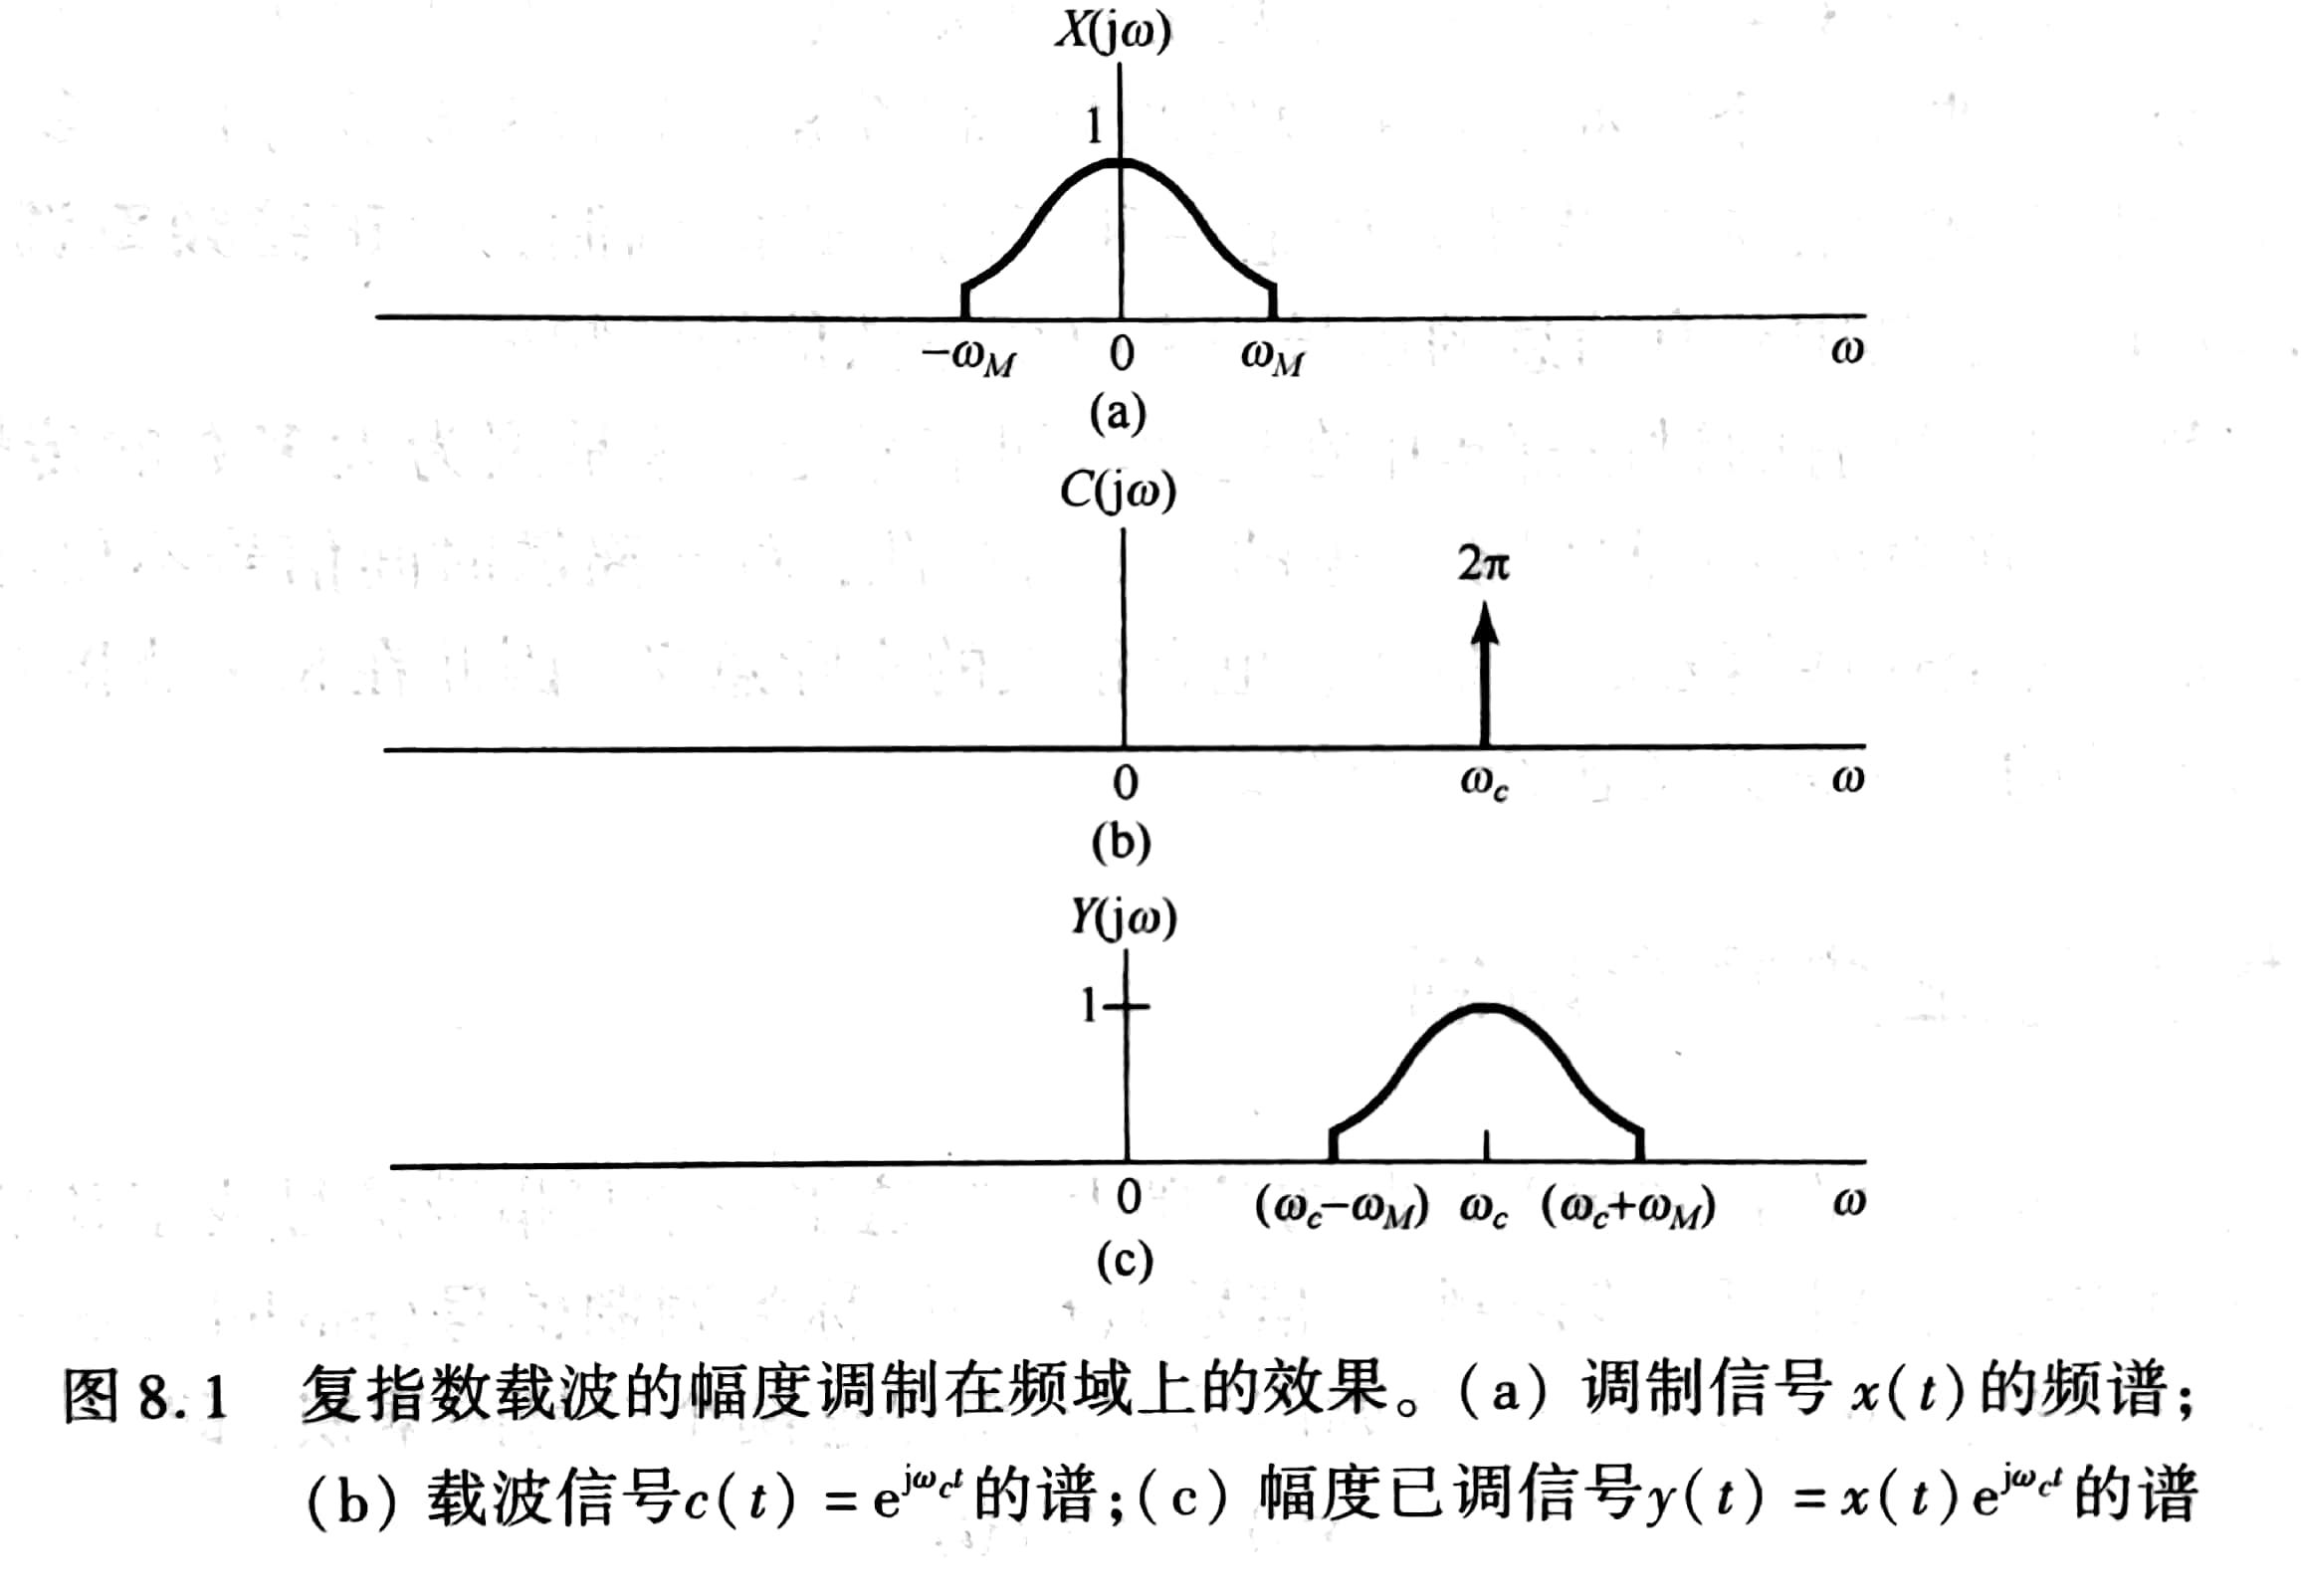 X(jω)
1
−ω_M 0 ω_M ω
(a)
C(jω)
2π
0 ω_c ω
(b)
Y(jω)
1
0 (ω_c−ω_M) ω_c (ω_c+ω_M) ω
(c)
图 8.1 复指数载波的幅度调制在频域上的效果。(a) 调制信号 x(t)的频谱;
(b) 载波信号c(t) = e^{jω_c t}的谱;(c) 幅度已调信号y(t) = x(t)e^{jω_c t}的谱